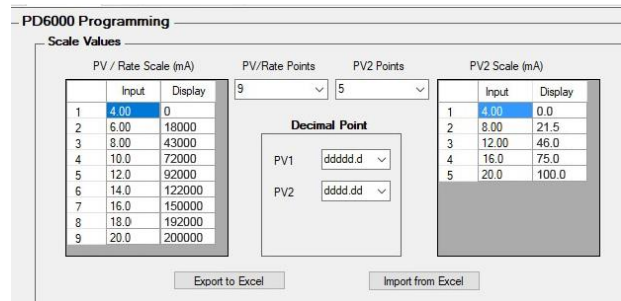 PD6000 Programming
Scale Values
PV / Rate Scale (mA) PV/Rate Points PV2 Points PV2 Scale (mA)
9 5
Input Display
1 4.00 0
2 6.00 18000
3 8.00 43000
4 10.0 72000
5 12.0 92000
6 14.0 122000
7 16.0 150000
8 18.0 192000
9 20.0 200000
Decimal Point
PV1 ddddd.d
PV2 dddd.dd
Input Display
1 4.00 0.0
2 8.00 21.5
3 12.00 46.0
4 16.0 75.0
5 20.0 100.0
Export to Excel Import from Excel